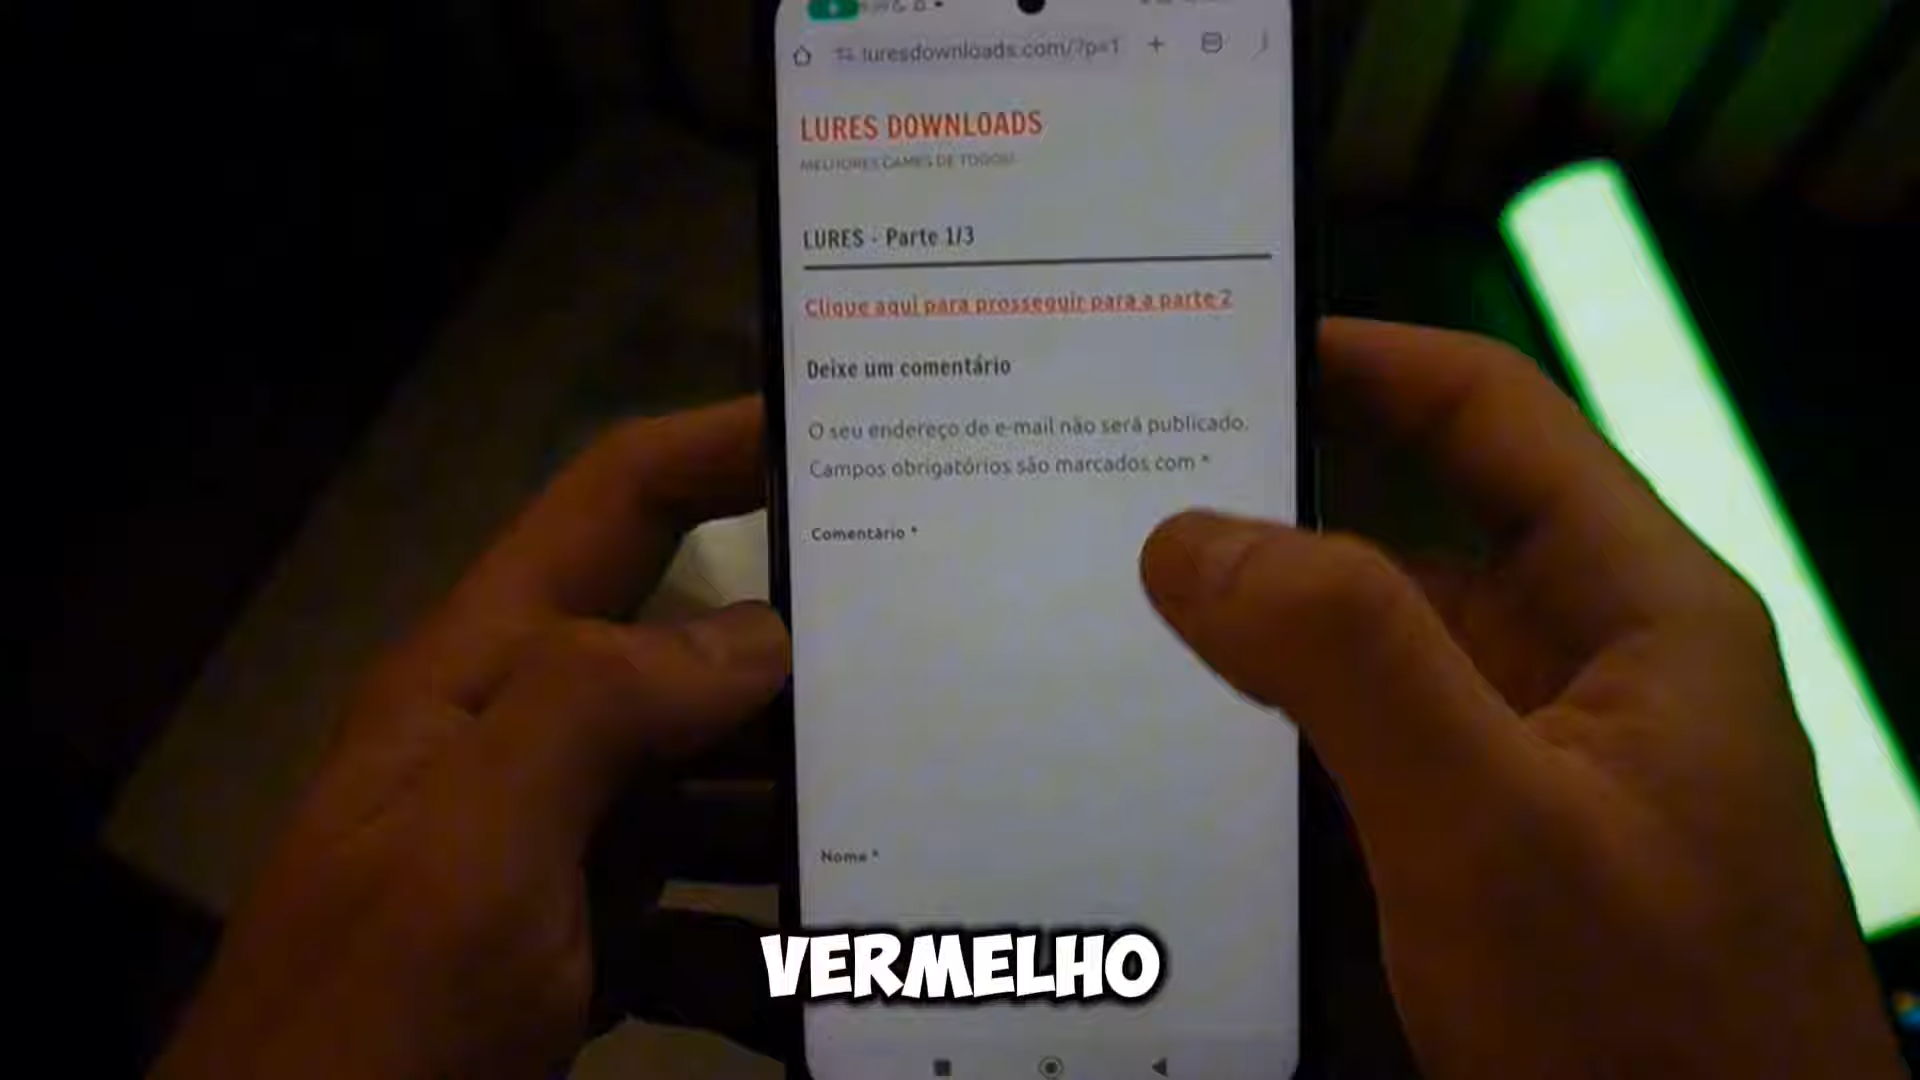 luresdownloads.com/?p=1
LURES DOWNLOADS
MELHORES GAMES DE TODOS!
LURES - Parte 1/3
Clique aqui para prosseguir para a parte 2
Deixe um comentário
O seu endereço de e-mail não será publicado.
Campos obrigatórios são marcados com *
Comentário *
Nome *
VERMELHO